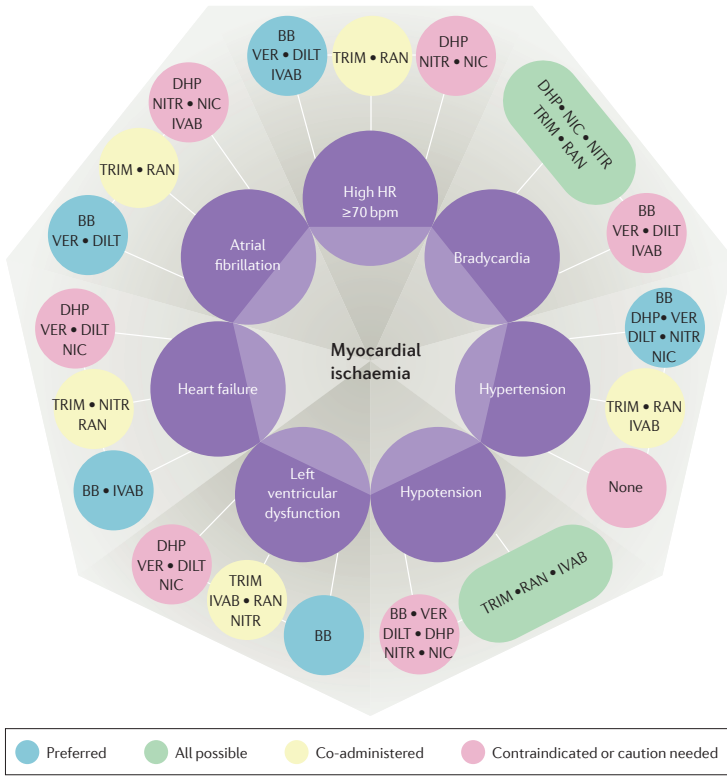 BB
VER • DILT
IVAB
TRIM • RAN
DHP
NITR • NIC
High HR
≥70 bpm
DHP • NIC • NITR
TRIM • RAN
BB
VER • DILT
IVAB
Bradycardia
BB
DHP • VER
DILT • NITR
NIC
TRIM • RAN
IVAB
None
Hypertension
TRIM • RAN • IVAB
BB • VER
DILT • DHP
NITR • NIC
Hypotension
BB
TRIM
IVAB • RAN
NITR
DHP
VER • DILT
NIC
Left
ventricular
dysfunction
BB • IVAB
TRIM • NITR
RAN
DHP
VER • DILT
NIC
Heart failure
BB
VER • DILT
TRIM • RAN
DHP
NITR • NIC
IVAB
Atrial
fibrillation
Myocardial
ischaemia
Preferred
All possible
Co-administered
Contraindicated or caution needed